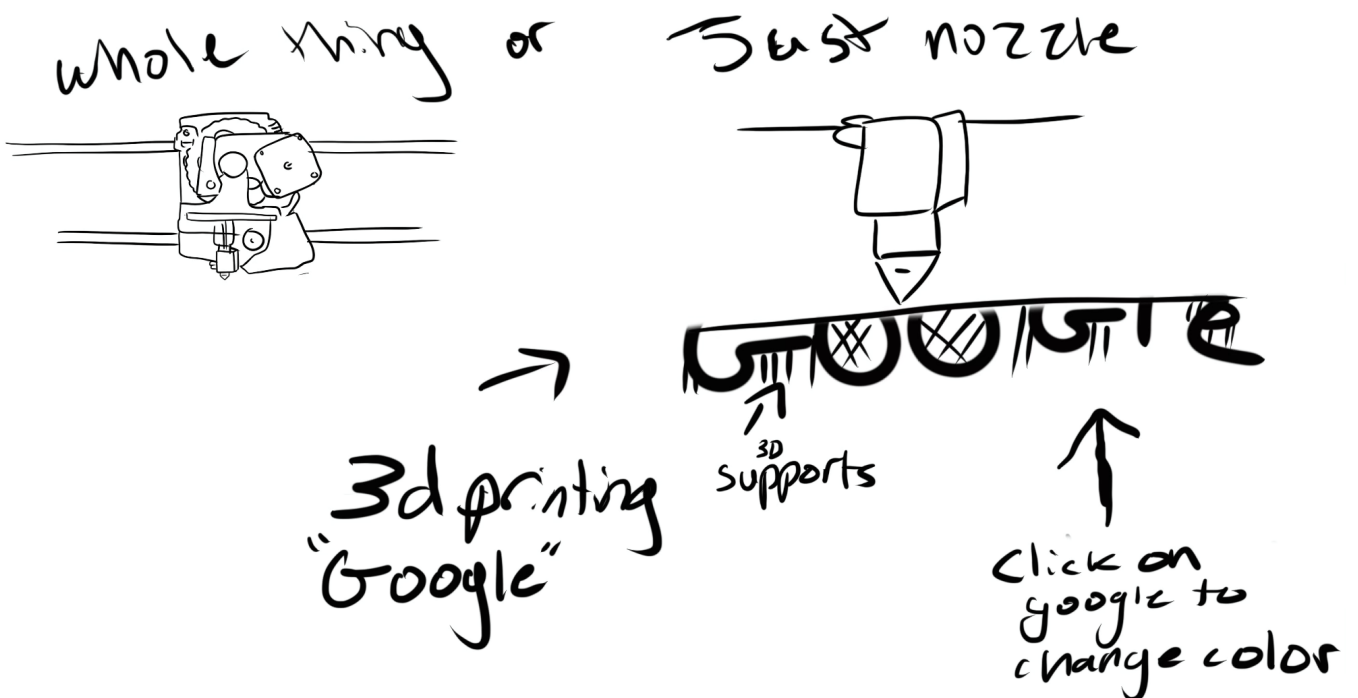 whole thing or Just nozzle
Google
3D
supports
3d printing
"Google"
Click on
google to
change color